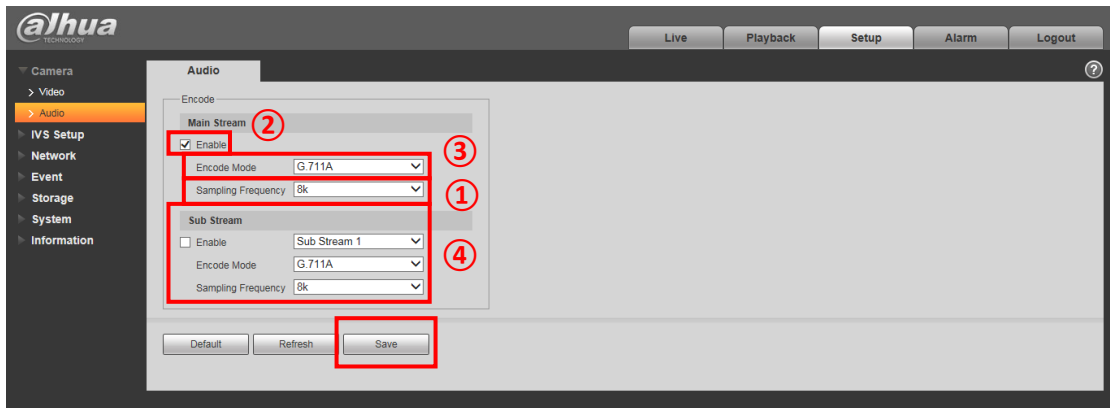 alhua
TECHNOLOGY
Live Playback Setup Alarm Logout
Camera
> Video
> Audio
IVS Setup
Network
Event
Storage
System
Information
Audio
?
Encode
Main Stream ②
Enable
Encode Mode G.711A ③
Sampling Frequency 8k ①
Sub Stream
Enable Sub Stream 1 ④
Encode Mode G.711A
Sampling Frequency 8k
Default Refresh Save